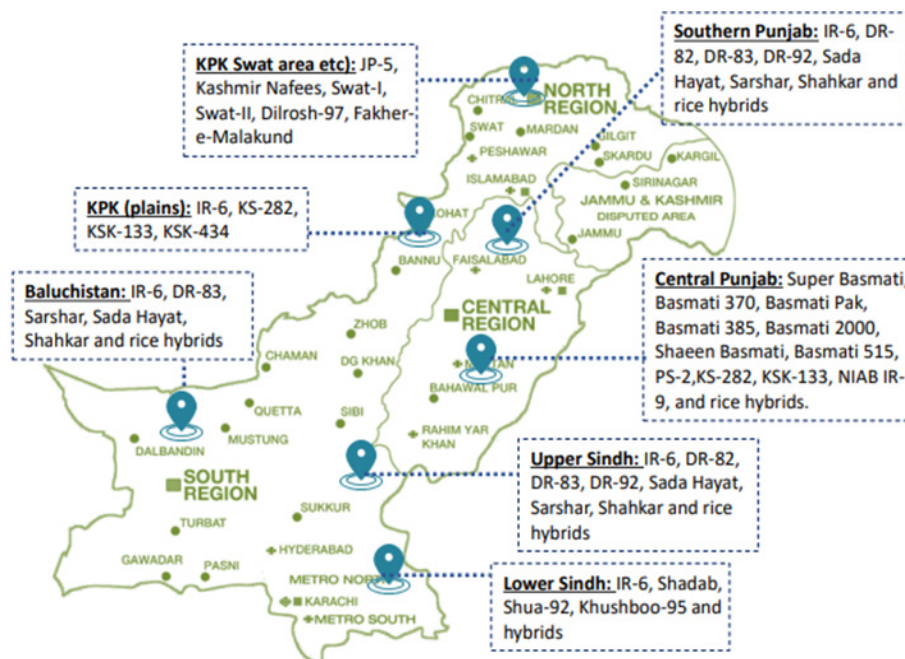 KPK Swat area etc): JP-5,
Kashmir Nafees, Swat-I,
Swat-II, Dilrosh-97, Fakher-
e-Malakund
Southern Punjab: IR-6, DR-
82, DR-83, DR-92, Sada
Hayat, Sarshar, Shahkar and
rice hybrids
KPK (plains): IR-6, KS-282,
KSK-133, KSK-434
Baluchistan: IR-6, DR-83,
Sarshar, Sada Hayat,
Shahkar and rice hybrids
Central Punjab: Super Basmati,
Basmati 370, Basmati Pak,
Basmati 385, Basmati 2000,
Shaeen Basmati, Basmati 515,
PS-2,KS-282, KSK-133, NIAB IR-
9, and rice hybrids.
Upper Sindh: IR-6, DR-82,
DR-83, DR-92, Sada Hayat,
Sarshar, Shahkar and rice
hybrids
Lower Sindh: IR-6, Shadab,
Shua-92, Khushboo-95 and
hybrids
NORTH
REGION
SWAT
MARDAN
PESHAWAR
GILGIT
SKARDU
KARGIL
ISLAMABAD
SIRINAGAR
JAMMU & KASHMIR
DISPUTED AREA
JAMMU
BANNU
FAISALABAD
LAHORE
CENTRAL
REGION
ZHOB
CHAMAN
DG KHAN
BAHAWAL PUR
QUETTA
SIBI
MUSTUNG
RAHIM YAR
KHAN
DALBANDIN
SOUTH
REGION
SUKKUR
TURBAT
HYDERABAD
GAWADAR
PASNI
METRO NORTH
KARACHI
METRO SOUTH